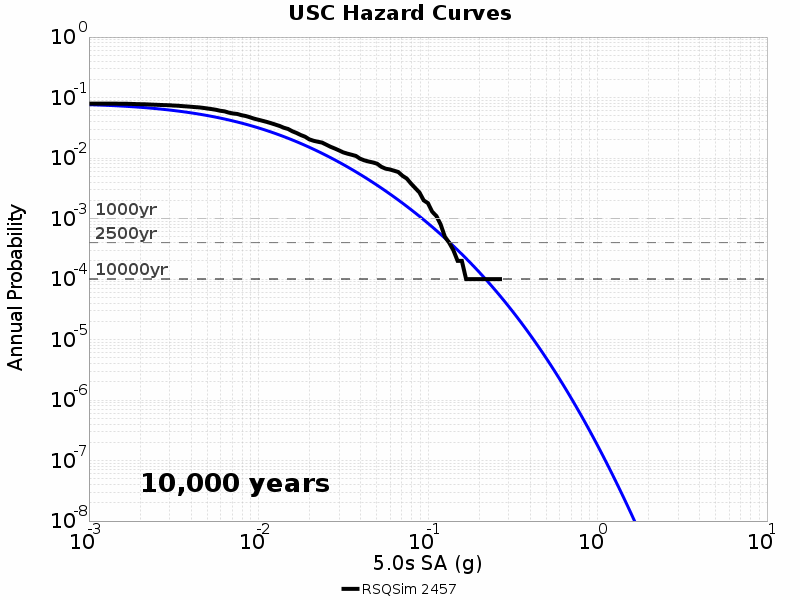 USC Hazard Curves
10^0
10^-1
10^-2
10^-3
10^-4
10^-5
10^-6
10^-7
10^-8
Annual Probability
1000yr
2500yr
10000yr
10,000 years
10^-3 10^-2 10^-1 10^0 10^1
5.0s SA (g)
RSQSim 2457